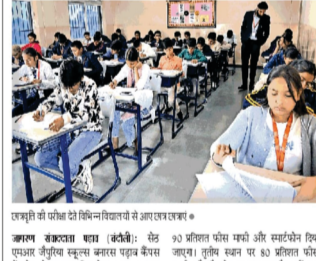 छात्रवृति की परीक्षा देते विभिन्न विद्यालयों से आए छात्र छात्राएं ●
जागरण संवाददाता पड़ाव (चंदौली): सेठ
एमआर जैपुरिया स्कूल्स बनारस पड़ाव कैंपस
90 प्रतिशत फीस माफी और स्मार्टफोन दिया
जाएगा। तृतीय स्थान पर 80 प्रतिशत फीस